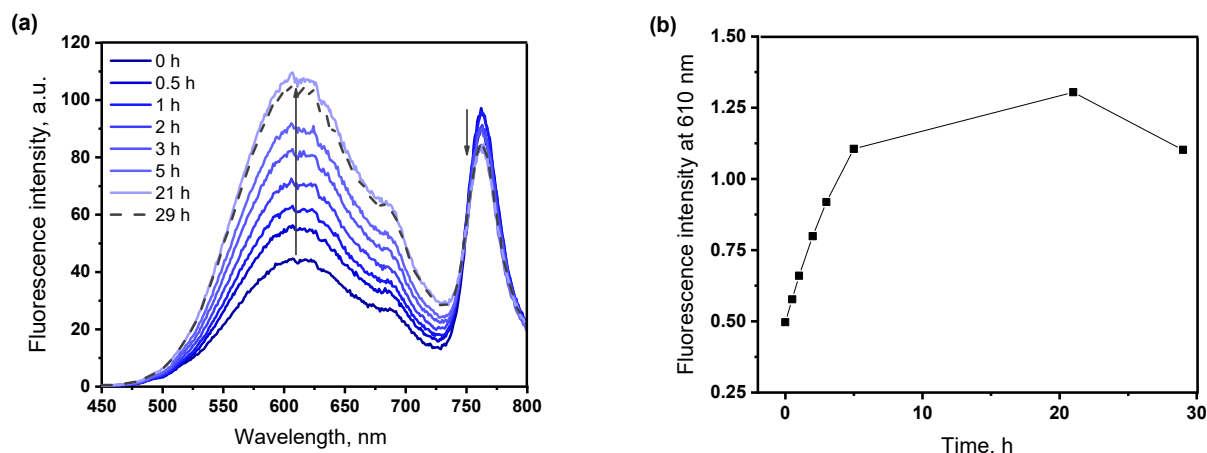 (a)
Fluorescence intensity, a.u.
120
100
80
60
40
20
0
0 h
0.5 h
1 h
2 h
3 h
5 h
21 h
29 h
450 500 550 600 650 700 750 800
Wavelength, nm
(b)
Fluorescence intensity at 610 nm
1.50
1.25
1.00
0.75
0.50
0.25
0 10 20 30
Time, h